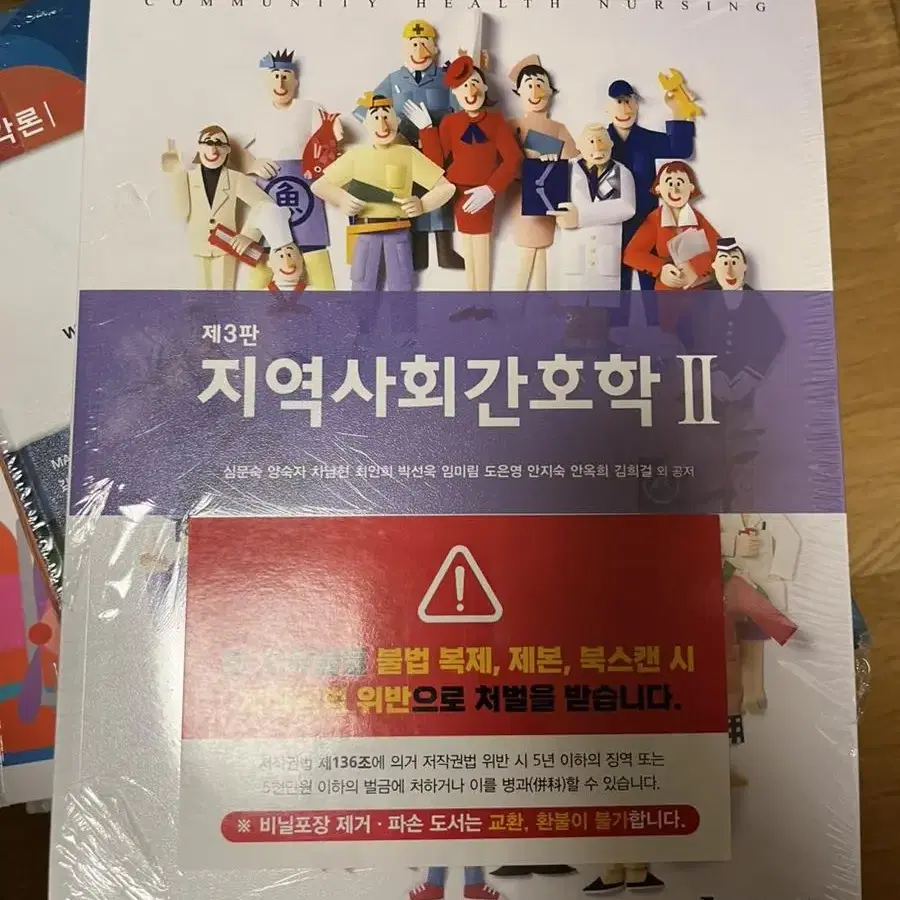 COMMUNITY HEALTH NURSING
각론
魚
제3판
지역사회간호학 II
심문숙 양숙자 차남현 최인희 박선욱 임미림 도은영 안지숙 안옥희 김희걸 외 공저
W
MA
불법 복제, 제본, 북스캔 시
위반으로 처벌을 받습니다.
저작권법 제136조에 의거 저작권법 위반 시 5년 이하의 징역 또는
5천만원 이하의 벌금에 처하거나 이를 병과(併科)할 수 있습니다.
※ 비닐포장 제거 · 파손 도서는 교환, 환불이 불가합니다.